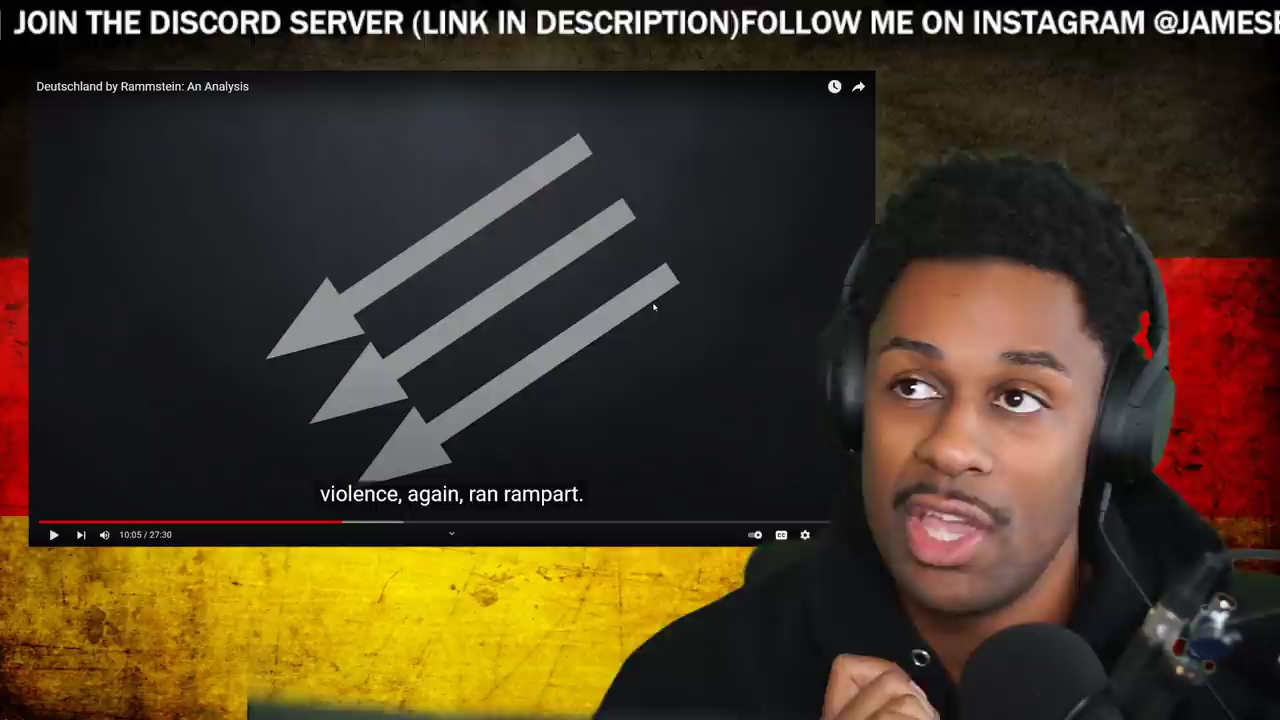 JOIN THE DISCORD SERVER (LINK IN DESCRIPTION)FOLLOW ME ON INSTAGRAM @JAMESE
Deutschland by Rammstein: An Analysis
violence, again, ran rampart.
10:05 / 27:30
CC